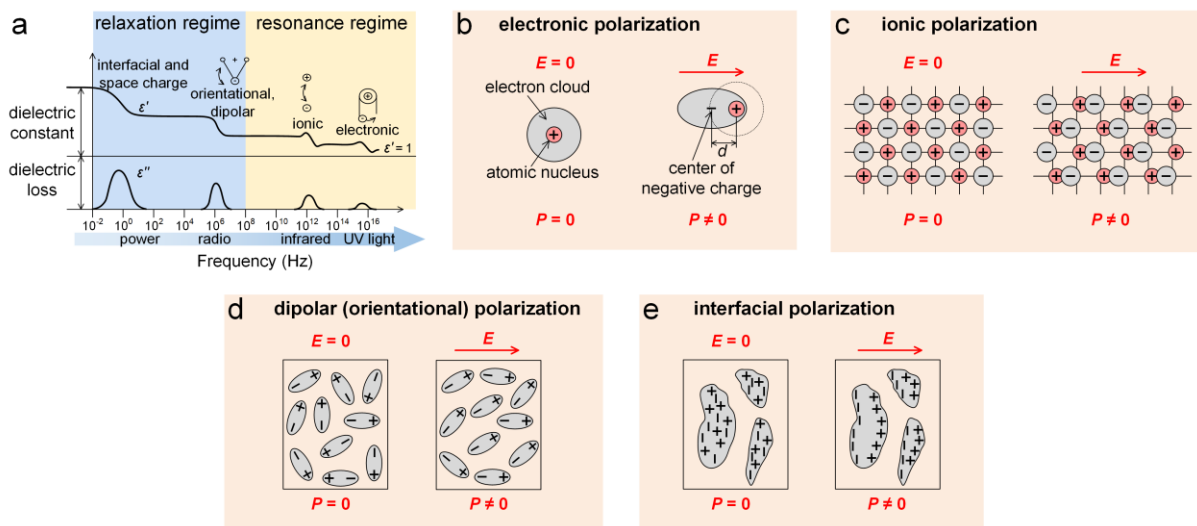 a
relaxation regime
resonance regime
interfacial and
space charge
orientational,
dipolar
ionic
electronic
ε'
ε' = 1
dielectric
constant
dielectric
loss
ε''
10⁻² 10⁰ 10² 10⁴ 10⁶ 10⁸ 10¹⁰ 10¹² 10¹⁴ 10¹⁶
power radio infrared UV light
Frequency (Hz)
b electronic polarization
E = 0
E
electron cloud
atomic nucleus
d
center of
negative charge
P = 0
P ≠ 0
c ionic polarization
E = 0
E
P = 0
P ≠ 0
d dipolar (orientational) polarization
E = 0
E
P = 0
P ≠ 0
e interfacial polarization
E = 0
E
P = 0
P ≠ 0